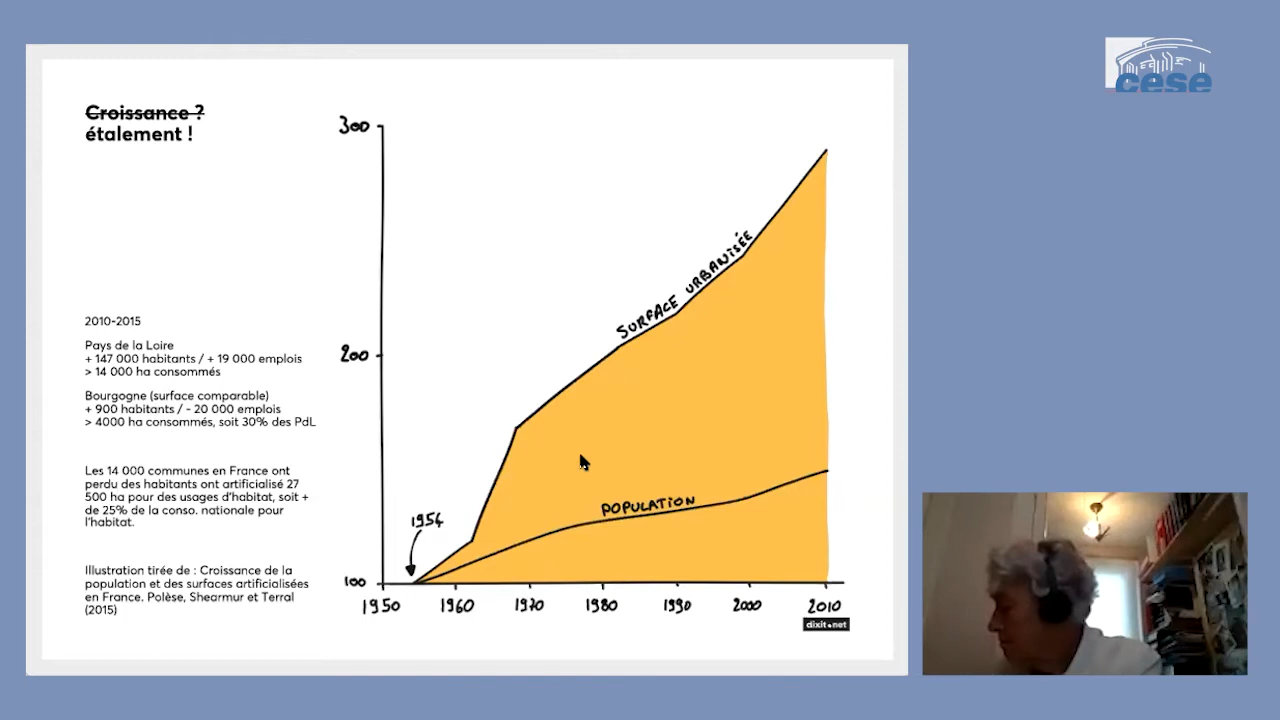 cese
Croissance ?
étalement !
2010-2015
Pays de la Loire
+ 147 000 habitants / + 19 000 emplois
> 14 000 ha consommés
Bourgogne (surface comparable)
+ 900 habitants / - 20 000 emplois
> 4000 ha consommés, soit 30% des PdL
Les 14 000 communes en France ont
perdu des habitants ont artificialisé 27
500 ha pour des usages d'habitat, soit +
de 25% de la conso. nationale pour
l'habitat.
Illustration tirée de : Croissance de la
population et des surfaces artificialisées
en France. Polèse, Shearmur et Terral
(2015)
300
200
100
1954
SURFACE URBANISÉE
POPULATION
1950 1960 1970 1980 1990 2000 2010
dixit.net